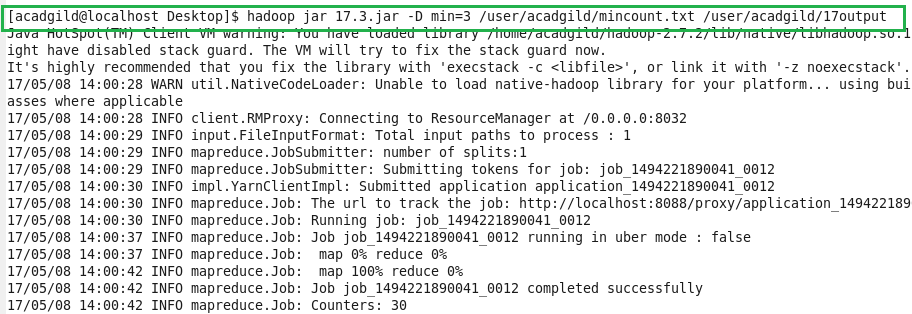 [acadgild@localhost Desktop]$ hadoop jar 17.3.jar -D min=3 /user/acadgild/mincount.txt /user/acadgild/17output
Java HotSpot(TM) Client VM warning: You have loaded library /home/acadgild/hadoop-2.7.2/lib/native/libhadoop.so.1
ight have disabled stack guard. The VM will try to fix the stack guard now.
It's highly recommended that you fix the library with 'execstack -c <libfile>', or link it with '-z noexecstack'.
17/05/08 14:00:28 WARN util.NativeCodeLoader: Unable to load native-hadoop library for your platform... using bui
asses where applicable
17/05/08 14:00:28 INFO client.RMProxy: Connecting to ResourceManager at /0.0.0.0:8032
17/05/08 14:00:29 INFO input.FileInputFormat: Total input paths to process : 1
17/05/08 14:00:29 INFO mapreduce.JobSubmitter: number of splits:1
17/05/08 14:00:29 INFO mapreduce.JobSubmitter: Submitting tokens for job: job_1494221890041_0012
17/05/08 14:00:30 INFO impl.YarnClientImpl: Submitted application application_1494221890041_0012
17/05/08 14:00:30 INFO mapreduce.Job: The url to track the job: http://localhost:8088/proxy/application_149422189
17/05/08 14:00:30 INFO mapreduce.Job: Running job: job_1494221890041_0012
17/05/08 14:00:37 INFO mapreduce.Job: Job job_1494221890041_0012 running in uber mode : false
17/05/08 14:00:37 INFO mapreduce.Job:  map 0% reduce 0%
17/05/08 14:00:42 INFO mapreduce.Job:  map 100% reduce 0%
17/05/08 14:00:42 INFO mapreduce.Job: Job job_1494221890041_0012 completed successfully
17/05/08 14:00:42 INFO mapreduce.Job: Counters: 30